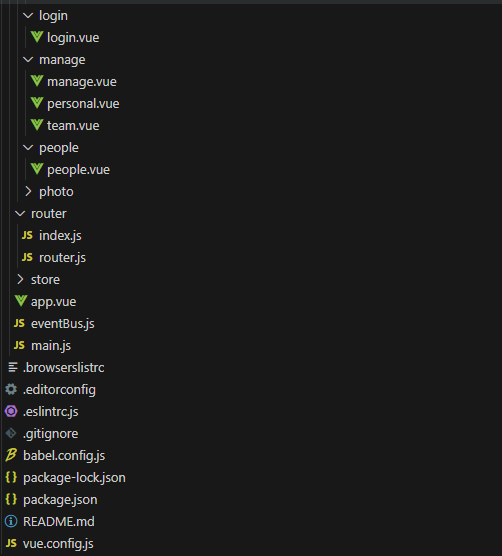 login
login.vue
manage
manage.vue
personal.vue
team.vue
people
people.vue
photo
router
JS index.js
JS router.js
store
app.vue
JS eventBus.js
JS main.js
.browserslistrc
.editorconfig
.eslintrc.js
.gitignore
babel.config.js
{} package-lock.json
{} package.json
README.md
JS vue.config.js